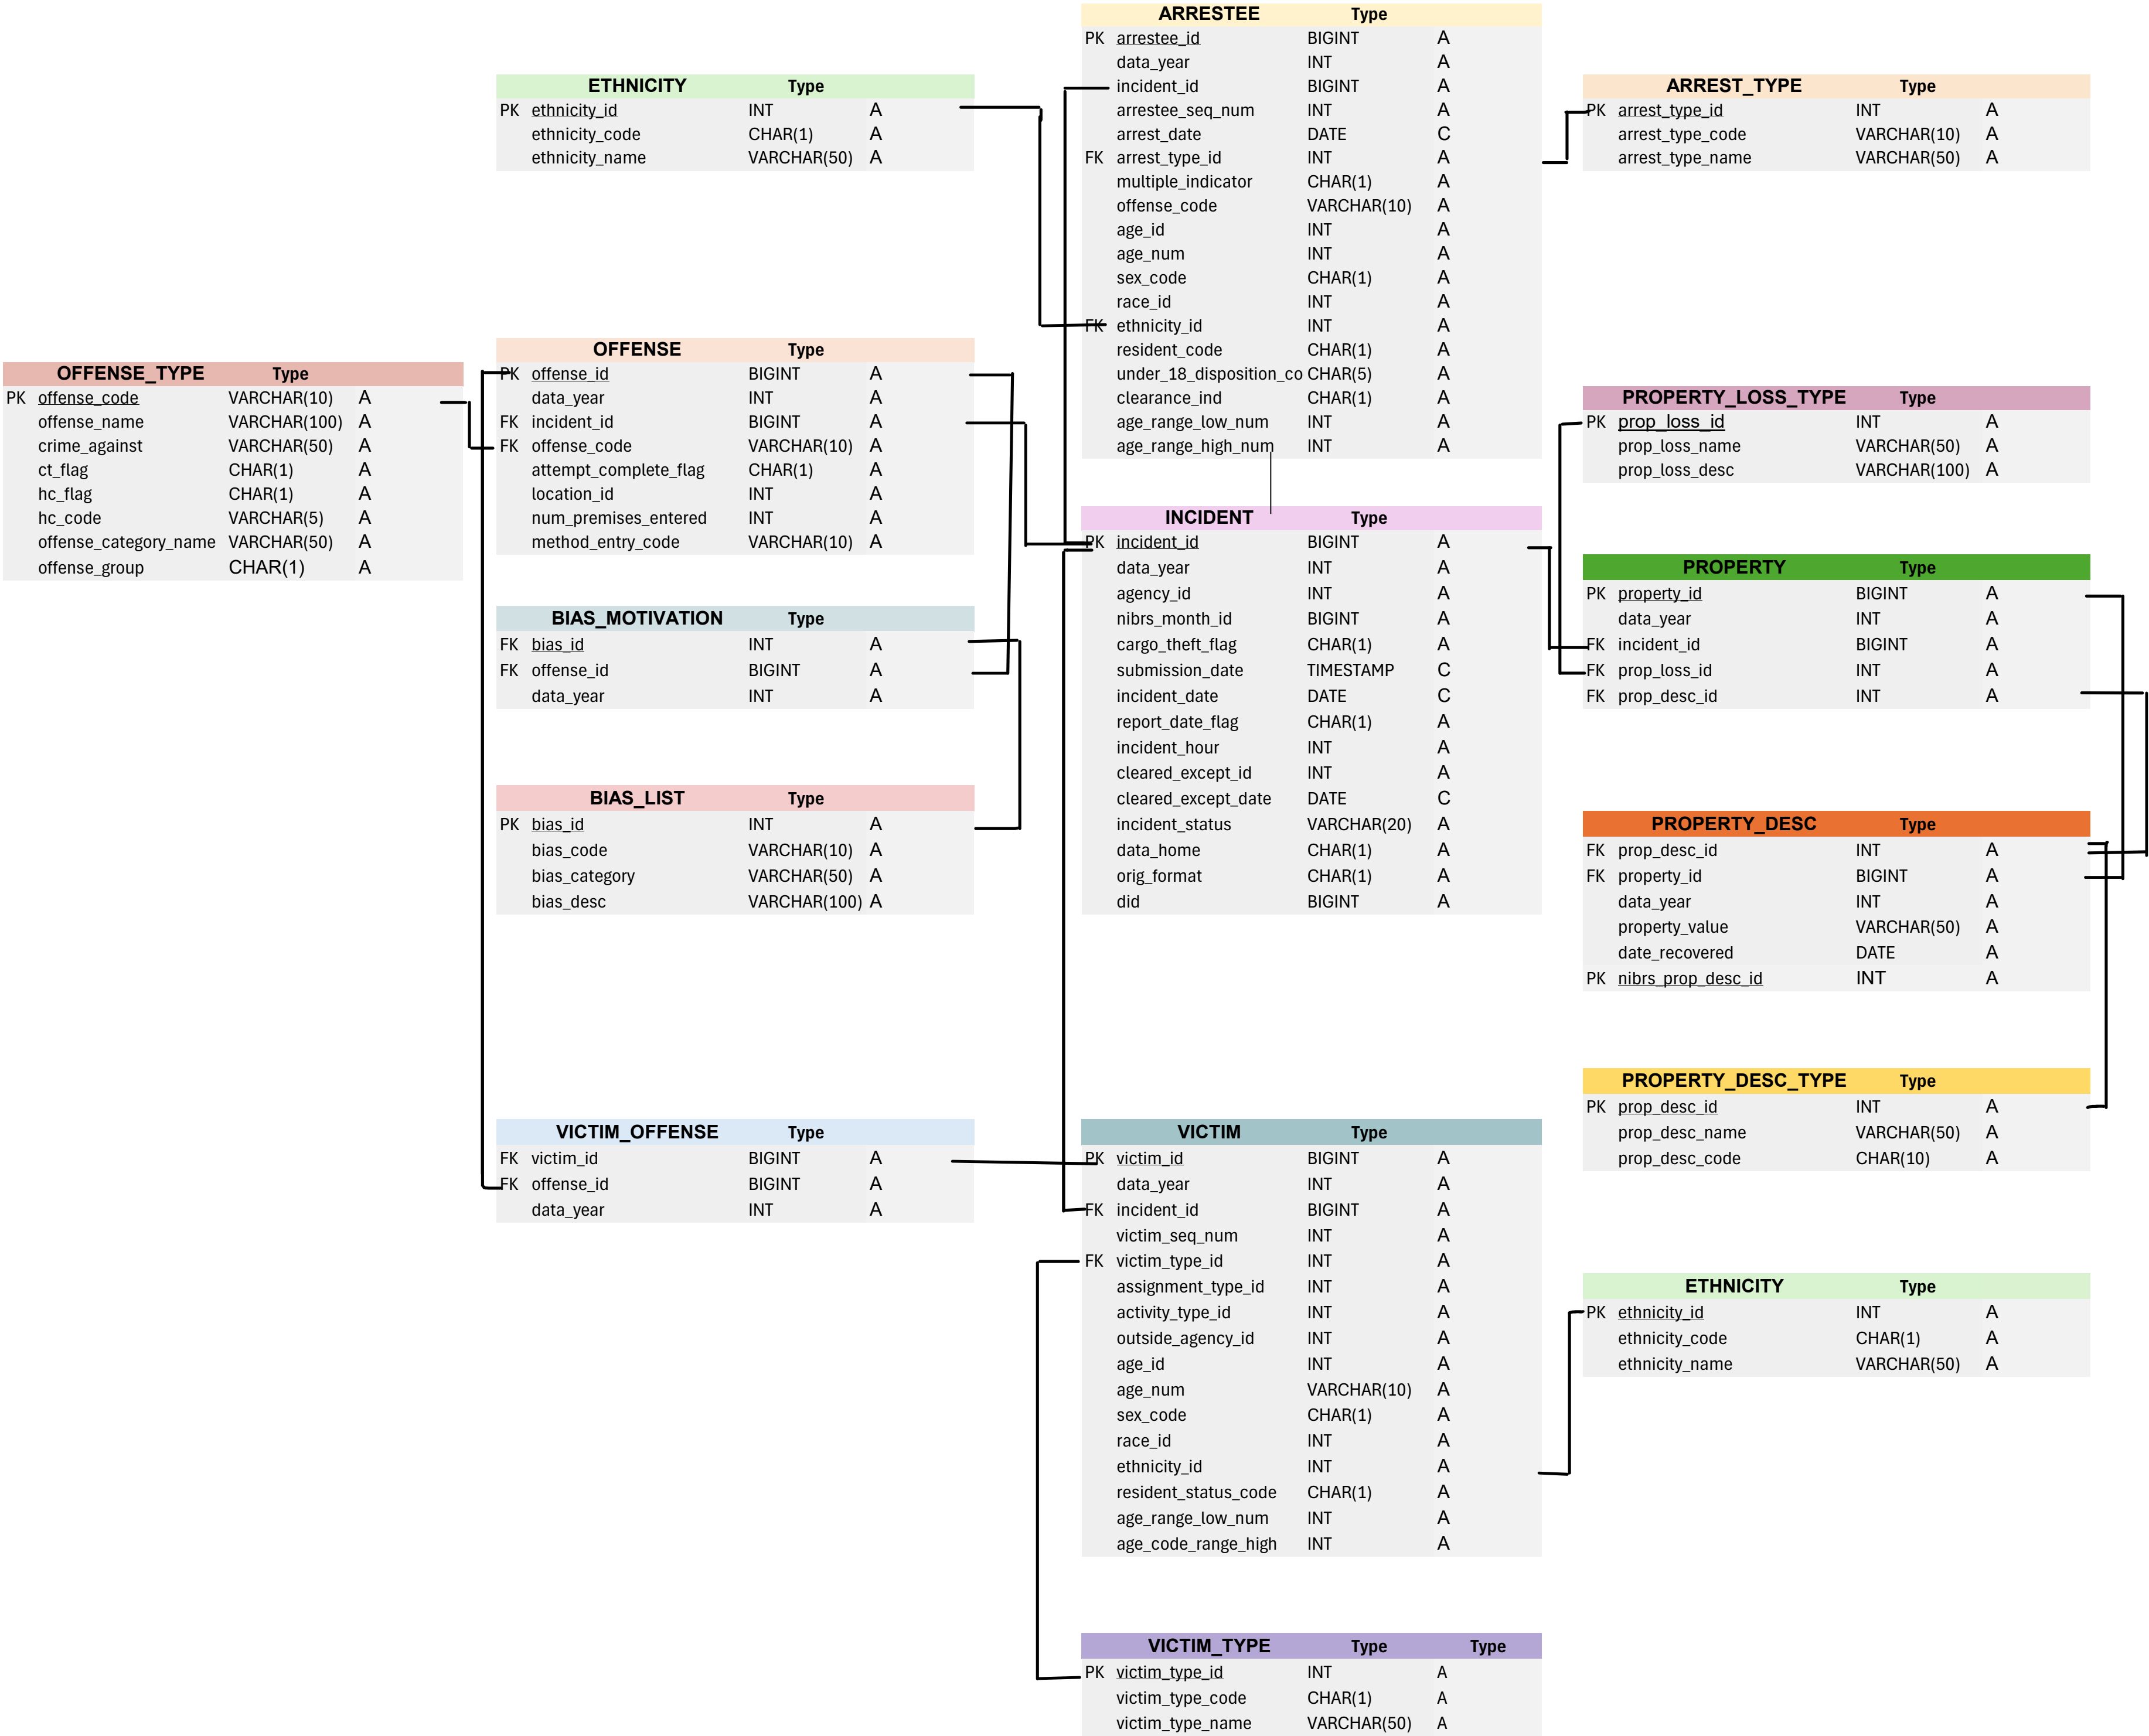 ARRESTEE Type
PK arrestee_id BIGINT A
data_year INT A
incident_id BIGINT A
arrestee_seq_num INT A
arrest_date DATE C
FK arrest_type_id INT A
multiple_indicator CHAR(1) A
offense_code VARCHAR(10) A
age_id INT A
age_num INT A
sex_code CHAR(1) A
race_id INT A
FK ethnicity_id INT A
resident_code CHAR(1) A
under_18_disposition_co CHAR(5) A
clearance_ind CHAR(1) A
age_range_low_num INT A
age_range_high_num INT A
ETHNICITY Type
PK ethnicity_id INT A
ethnicity_code CHAR(1) A
ethnicity_name VARCHAR(50) A
ARREST_TYPE Type
PK arrest_type_id INT A
arrest_type_code VARCHAR(10) A
arrest_type_name VARCHAR(50) A
OFFENSE_TYPE Type
PK offense_code VARCHAR(10) A
offense_name VARCHAR(100) A
crime_against VARCHAR(50) A
ct_flag CHAR(1) A
hc_flag CHAR(1) A
hc_code VARCHAR(5) A
offense_category_name VARCHAR(50) A
offense_group CHAR(1) A
OFFENSE Type
PK offense_id BIGINT A
data_year INT A
FK incident_id BIGINT A
FK offense_code VARCHAR(10) A
attempt_complete_flag CHAR(1) A
location_id INT A
num_premises_entered INT A
method_entry_code VARCHAR(10) A
PROPERTY_LOSS_TYPE Type
PK prop_loss_id INT A
prop_loss_name VARCHAR(50) A
prop_loss_desc VARCHAR(100) A
INCIDENT Type
PK incident_id BIGINT A
data_year INT A
agency_id INT A
nibrs_month_id BIGINT A
cargo_theft_flag CHAR(1) A
submission_date TIMESTAMP C
incident_date DATE C
report_date_flag CHAR(1) A
incident_hour INT A
cleared_except_id INT A
cleared_except_date DATE C
incident_status VARCHAR(20) A
data_home CHAR(1) A
orig_format CHAR(1) A
did BIGINT A
PROPERTY Type
PK property_id BIGINT A
data_year INT A
FK incident_id BIGINT A
FK prop_loss_id INT A
FK prop_desc_id INT A
BIAS_MOTIVATION Type
FK bias_id INT A
FK offense_id BIGINT A
data_year INT A
BIAS_LIST Type
PK bias_id INT A
bias_code VARCHAR(10) A
bias_category VARCHAR(50) A
bias_desc VARCHAR(100) A
PROPERTY_DESC Type
FK prop_desc_id INT A
FK property_id BIGINT A
data_year INT A
property_value VARCHAR(50) A
date_recovered DATE A
PK nibrs_prop_desc_id INT A
PROPERTY_DESC_TYPE Type
PK prop_desc_id INT A
prop_desc_name VARCHAR(50) A
prop_desc_code CHAR(10) A
VICTIM_OFFENSE Type
FK victim_id BIGINT A
FK offense_id BIGINT A
data_year INT A
VICTIM Type
PK victim_id BIGINT A
data_year INT A
FK incident_id BIGINT A
victim_seq_num INT A
FK victim_type_id INT A
assignment_type_id INT A
activity_type_id INT A
outside_agency_id INT A
age_id INT A
age_num VARCHAR(10) A
sex_code CHAR(1) A
race_id INT A
ethnicity_id INT A
resident_status_code CHAR(1) A
age_range_low_num INT A
age_code_range_high INT A
ETHNICITY Type
PK ethnicity_id INT A
ethnicity_code CHAR(1) A
ethnicity_name VARCHAR(50) A
VICTIM_TYPE Type Type
PK victim_type_id INT A
victim_type_code CHAR(1) A
victim_type_name VARCHAR(50) A